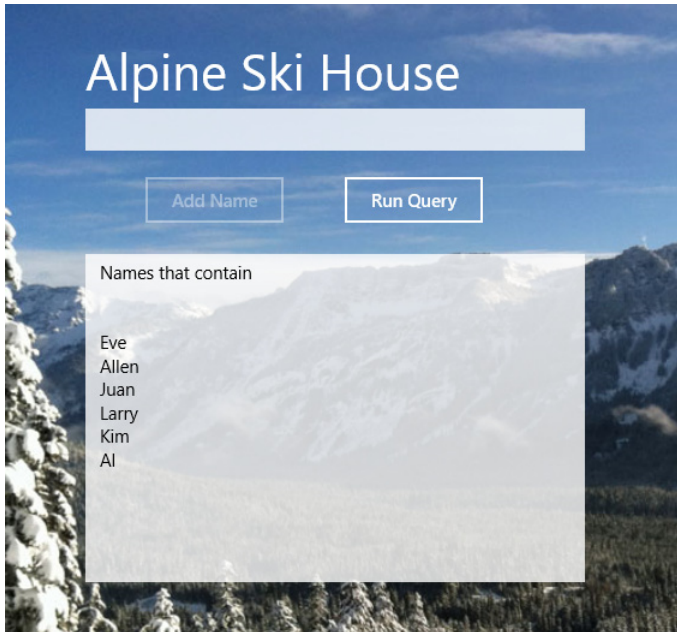 Alpine Ski House
Add Name Run Query
Names that contain
Eve
Allen
Juan
Larry
Kim
Al